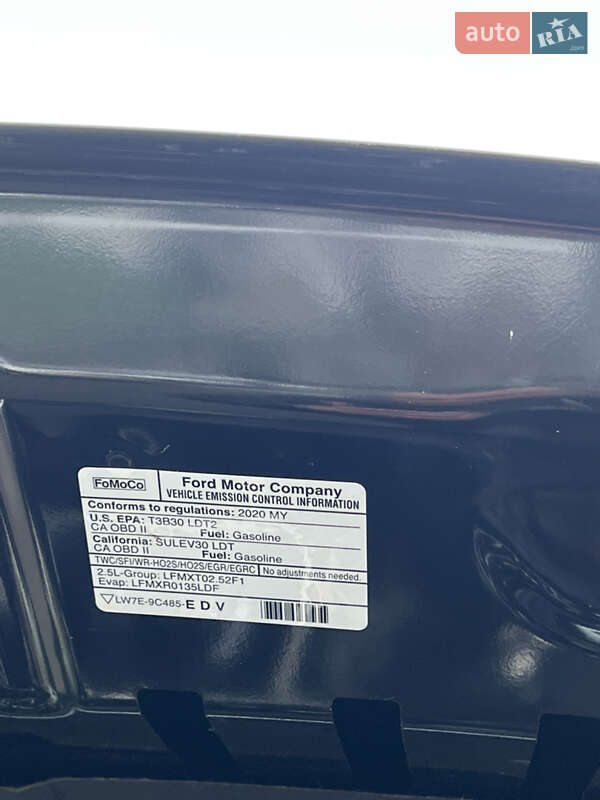 auto RIA .com
FoMoCo
Ford Motor Company
VEHICLE EMISSION CONTROL INFORMATION
Conforms to regulations: 2020 MY
U.S. EPA: T3B30 LDT2
CA OBD II Fuel: Gasoline
California: SULEV30 LDT
CA OBD II Fuel: Gasoline
TWC/SFI/WR-HO2S/HO2S/EGR/EGRC No adjustments needed.
2.5L-Group: LFMXT02.52F1
Evap: LFMXR0135LDF
LW7E-9C485-E D V